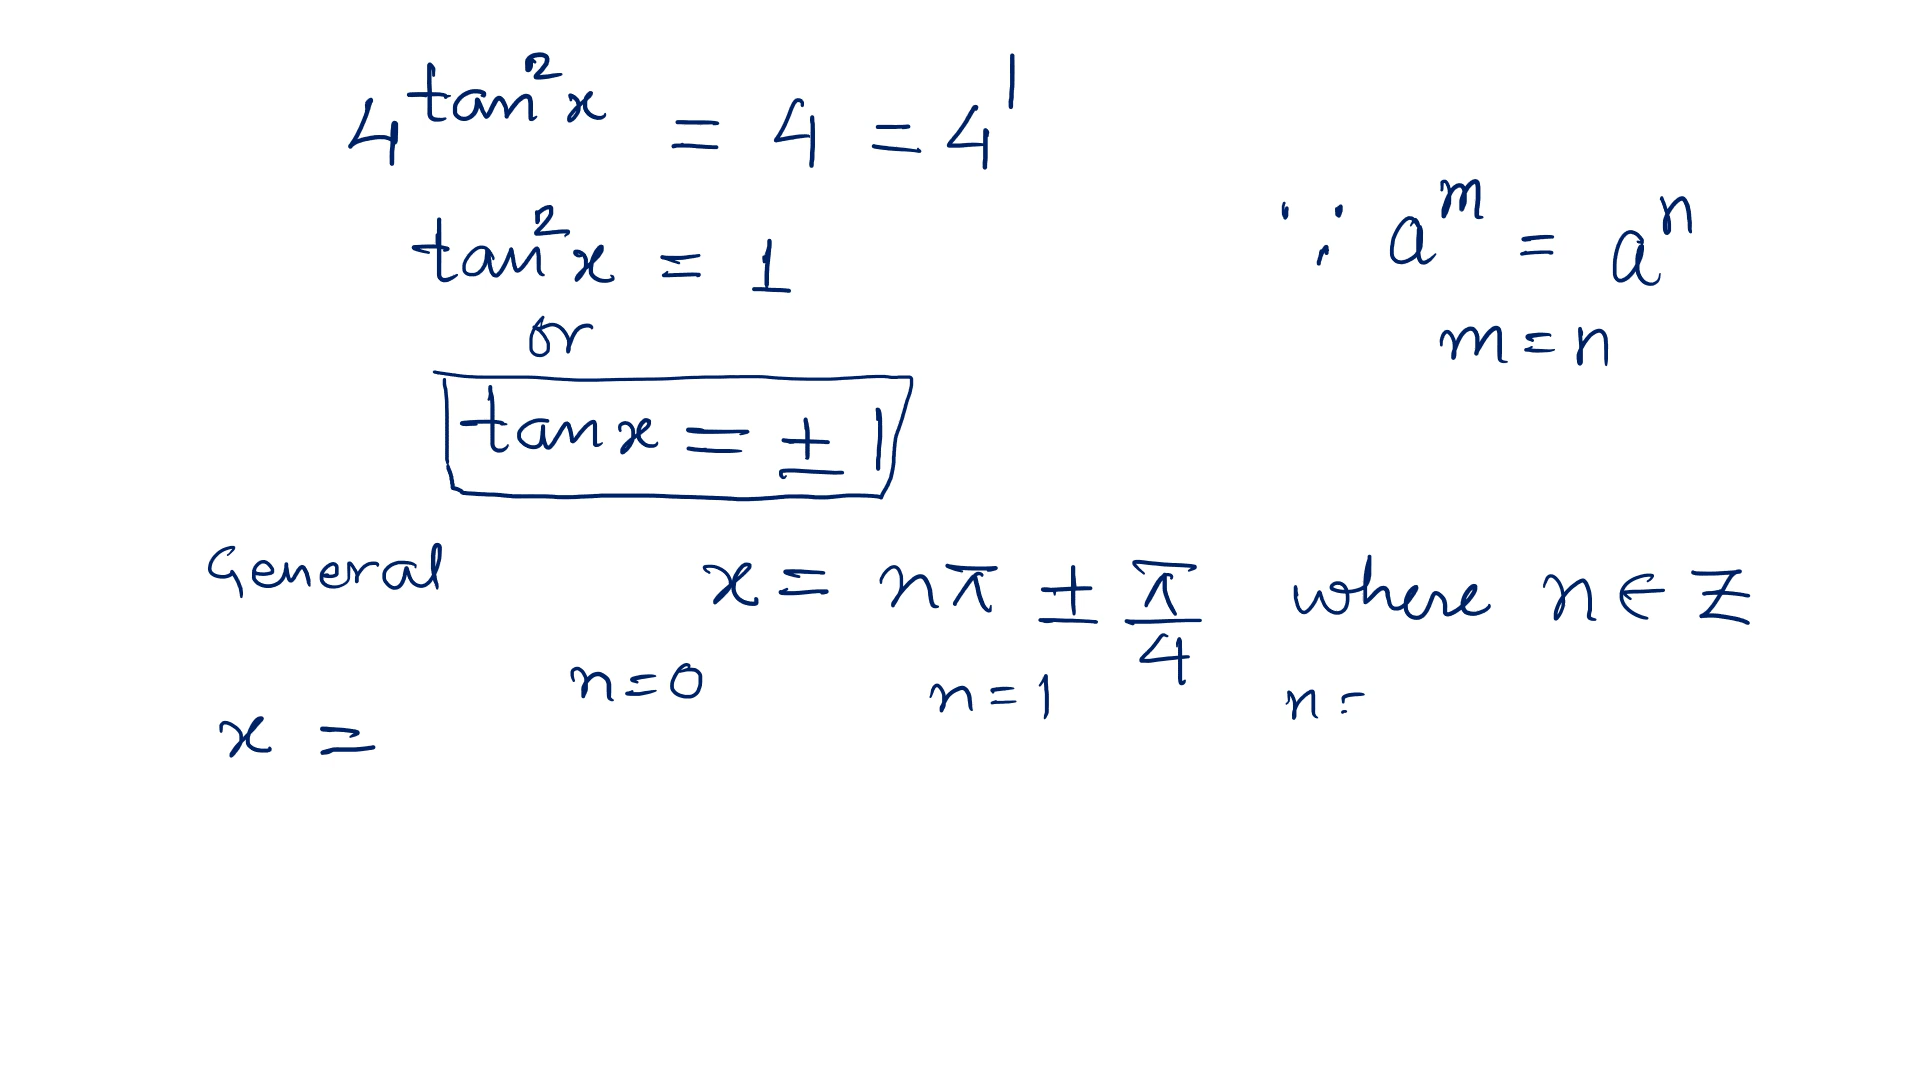 4^tan²x = 4 = 4^1
tan²x = 1
∵ a^m = a^n
or
m = n
tan x = ± 1
General x = nπ ± π/4 where n ∈ Z
n = 0 n = 1 n =
x =